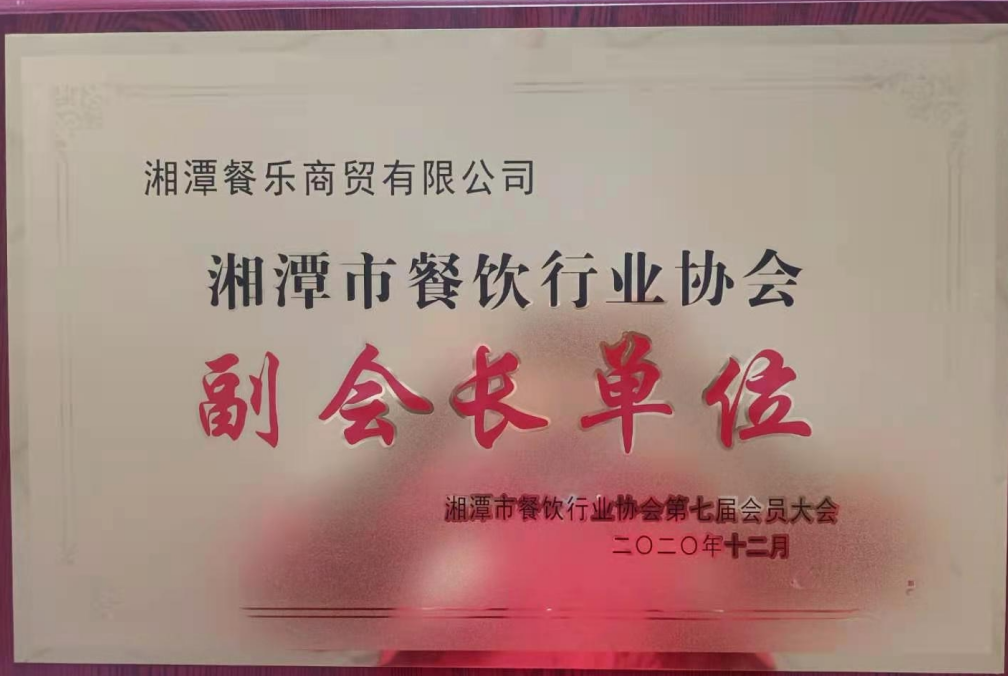 湘潭餐乐商贸有限公司
湘潭市餐饮行业协会
副会长单位
湘潭市餐饮行业协会第七届会员大会
二〇二〇年十二月